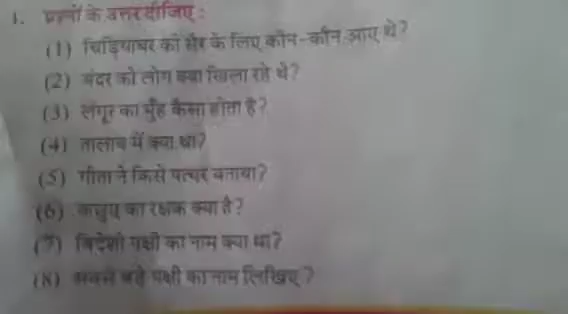 1. प्रश्नों के उत्तर दीजिए :
(1) चिड़ियाघर की सैर के लिए कौन-कौन आए थे?
(2) बंदर को लोग क्या खिला रहे थे?
(3) लंगूर का मुँह कैसा होता है?
(4) तालाब में क्या था?
(5) गीता ने किसे पत्थर बताया?
(6) कछुए का रक्षक क्या है?
(7) विदेशी पक्षी का नाम क्या था?
(8) सबसे बड़े पक्षी का नाम लिखिए?